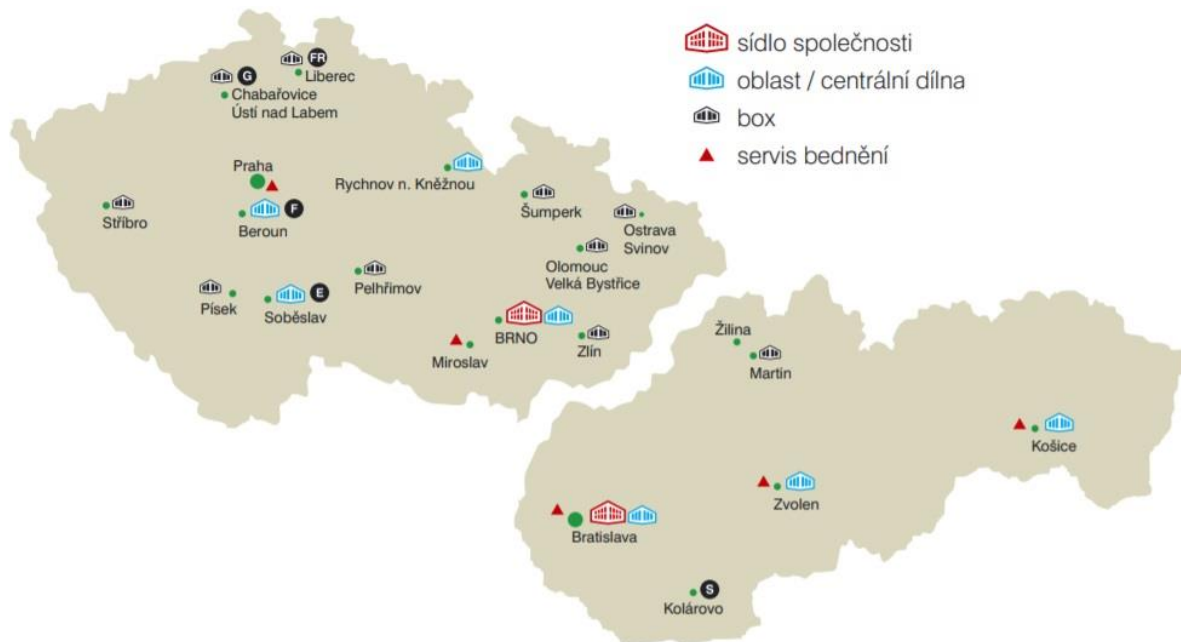 sídlo společnosti
oblast / centrální dílna
box
servis bednění
FR
Liberec
G
Chabařovice
Ústí nad Labem
Praha
Rychnov n. Kněžnou
Stříbro
F
Beroun
Šumperk
Ostrava
Svinov
Olomouc
Velká Bystřice
Pelhřimov
Písek
E
Soběslav
BRNO
Zlín
Miroslav
Žilina
Martin
Košice
Zvolen
Bratislava
S
Kolárovo